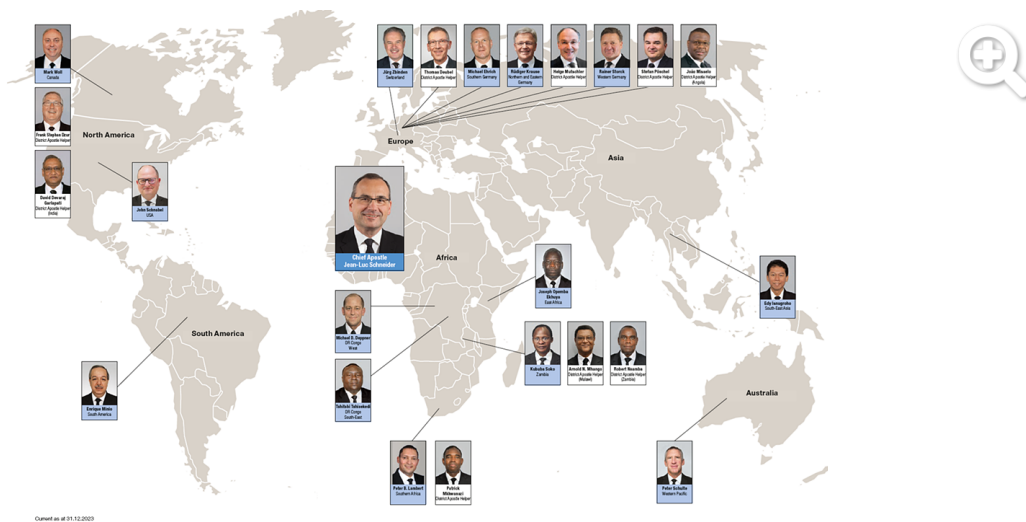 Mark Woll
Canada
Frank Stephan Dzur
District Apostle Helper
North America
David Devaraj
District Apostle Helper
(India)
John Schnabel
USA
Jürg Zbinden
Switzerland
Thomas Deubel
District Apostle Helper
Michael Ehrich
Southern Germany
Rüdiger Krause
Northern and Eastern
Germany
Helge Mutschler
District Apostle Helper
Rainer Storck
Western Germany
Stefan Pöschel
District Apostle Helper
João Misselo
District Apostle Helper
(Angola)
Europe
Asia
Chief Apostle
Jean-Luc Schneider
Africa
Joseph Opemba
Ekhuya
East Africa
Michael D. Deppner
DR Congo
West
Tshitshi Tshisekedi
DR Congo
South-East
Kububa Soko
Zambia
Arnold N. Mhango
District Apostle Helper
(Malawi)
Robert Nsamba
District Apostle Helper
(Zambia)
Edy Isnugroho
South-East Asia
South America
Enrique Minio
South America
Peter R. Lambert
Southern Africa
Patrick
Mkhwanazi
District Apostle Helper
Australia
Peter Schulte
Western Pacific
Current as at 31.12.2023